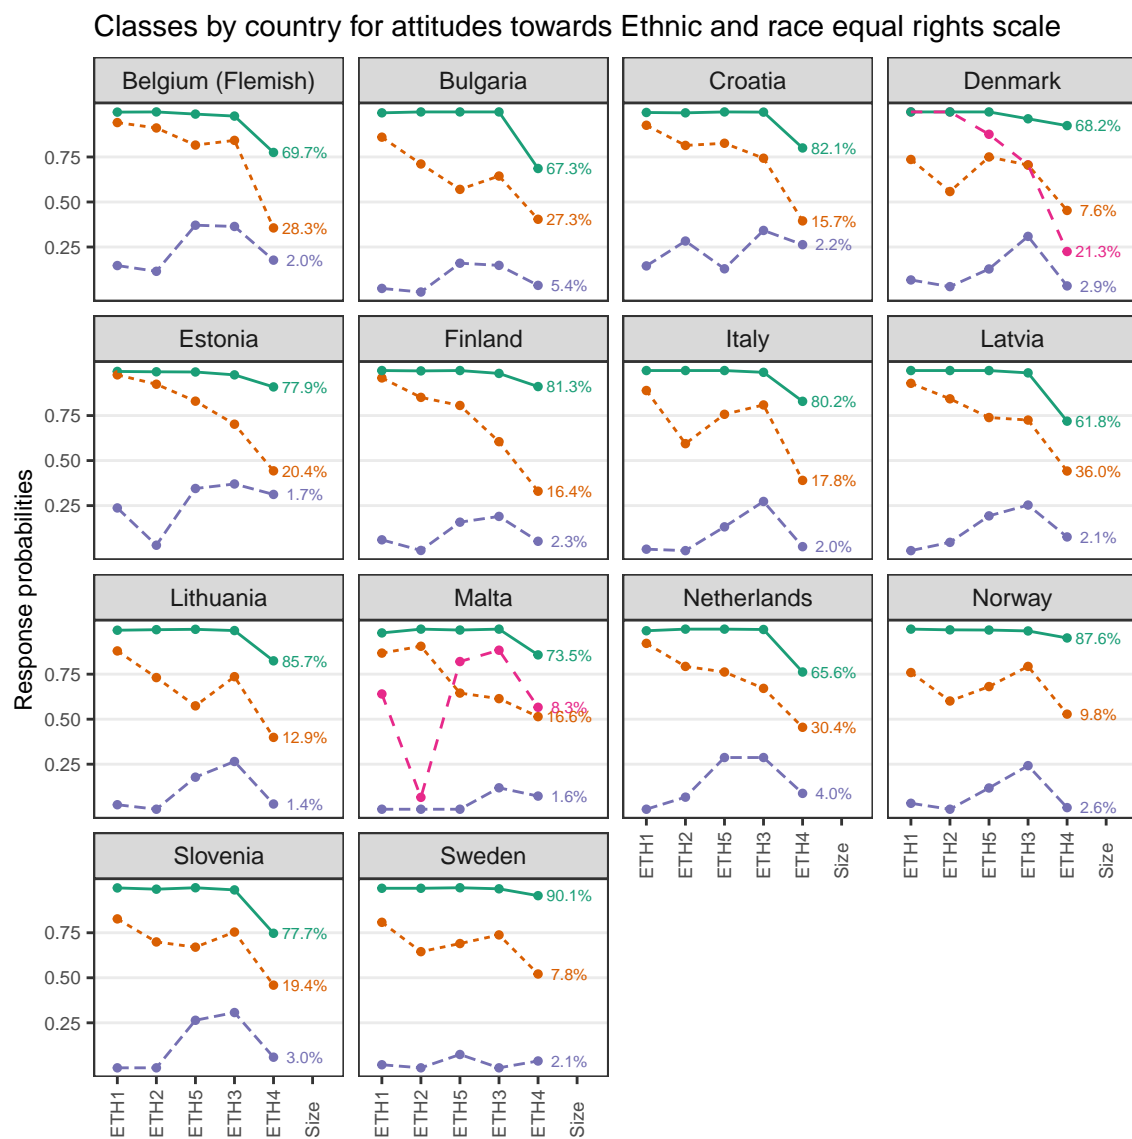 Classes by country for attitudes towards Ethnic and race equal rights scale
Belgium (Flemish)
Bulgaria
Croatia
Denmark
0.75
0.50
0.25
69.7%
28.3%
2.0%
67.3%
27.3%
5.4%
82.1%
15.7%
2.2%
68.2%
7.6%
21.3%
2.9%
Estonia
Finland
Italy
Latvia
0.75
0.50
0.25
77.9%
20.4%
1.7%
81.3%
16.4%
2.3%
80.2%
17.8%
2.0%
61.8%
36.0%
2.1%
Response probabilities
Lithuania
Malta
Netherlands
Norway
0.75
0.50
0.25
85.7%
12.9%
1.4%
73.5%
8.3%
16.6%
1.6%
65.6%
30.4%
4.0%
87.6%
9.8%
2.6%
ETH1
ETH2
ETH5
ETH3
ETH4
Size
ETH1
ETH2
ETH5
ETH3
ETH4
Size
Slovenia
Sweden
0.75
0.50
0.25
77.7%
19.4%
3.0%
90.1%
7.8%
2.1%
ETH1
ETH2
ETH5
ETH3
ETH4
Size
ETH1
ETH2
ETH5
ETH3
ETH4
Size